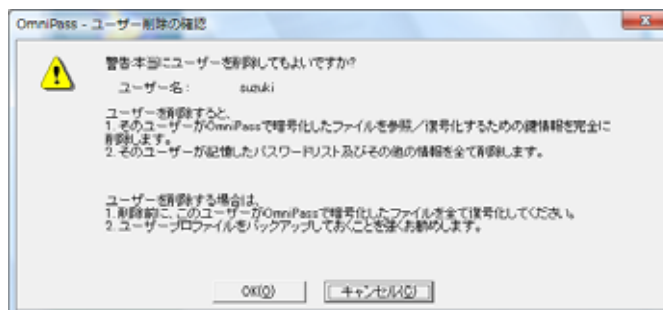 OmniPass - ユーザー削除の確認
警告:本当にユーザーを削除してもよいですか?
ユーザー名: suzuki
ユーザーを削除すると、
1. そのユーザーがOmniPassで暗号化したファイルを参照/復号化するための鍵情報を完全に
削除します。
2. そのユーザーが記憶したパスワードリスト及びその他の情報を全て削除します。
ユーザーを削除する場合は、
1. 削除前に、このユーザーがOmniPassで暗号化したファイルを全て復号化してください。
2. ユーザープロファイルをバックアップしておくことを強くお勧めします。
OK(O) キャンセル(C)